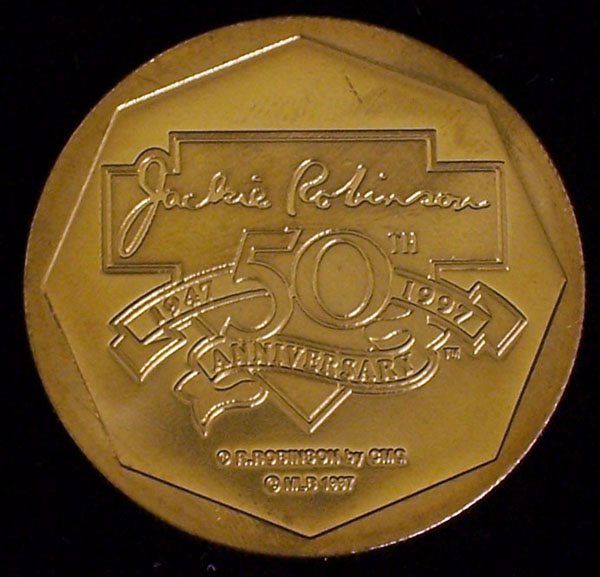 Jackie Robinson
50TH
1947 1997
ANNIVERSARY ™
© R. ROBINSON by CMG
© MLB 1997